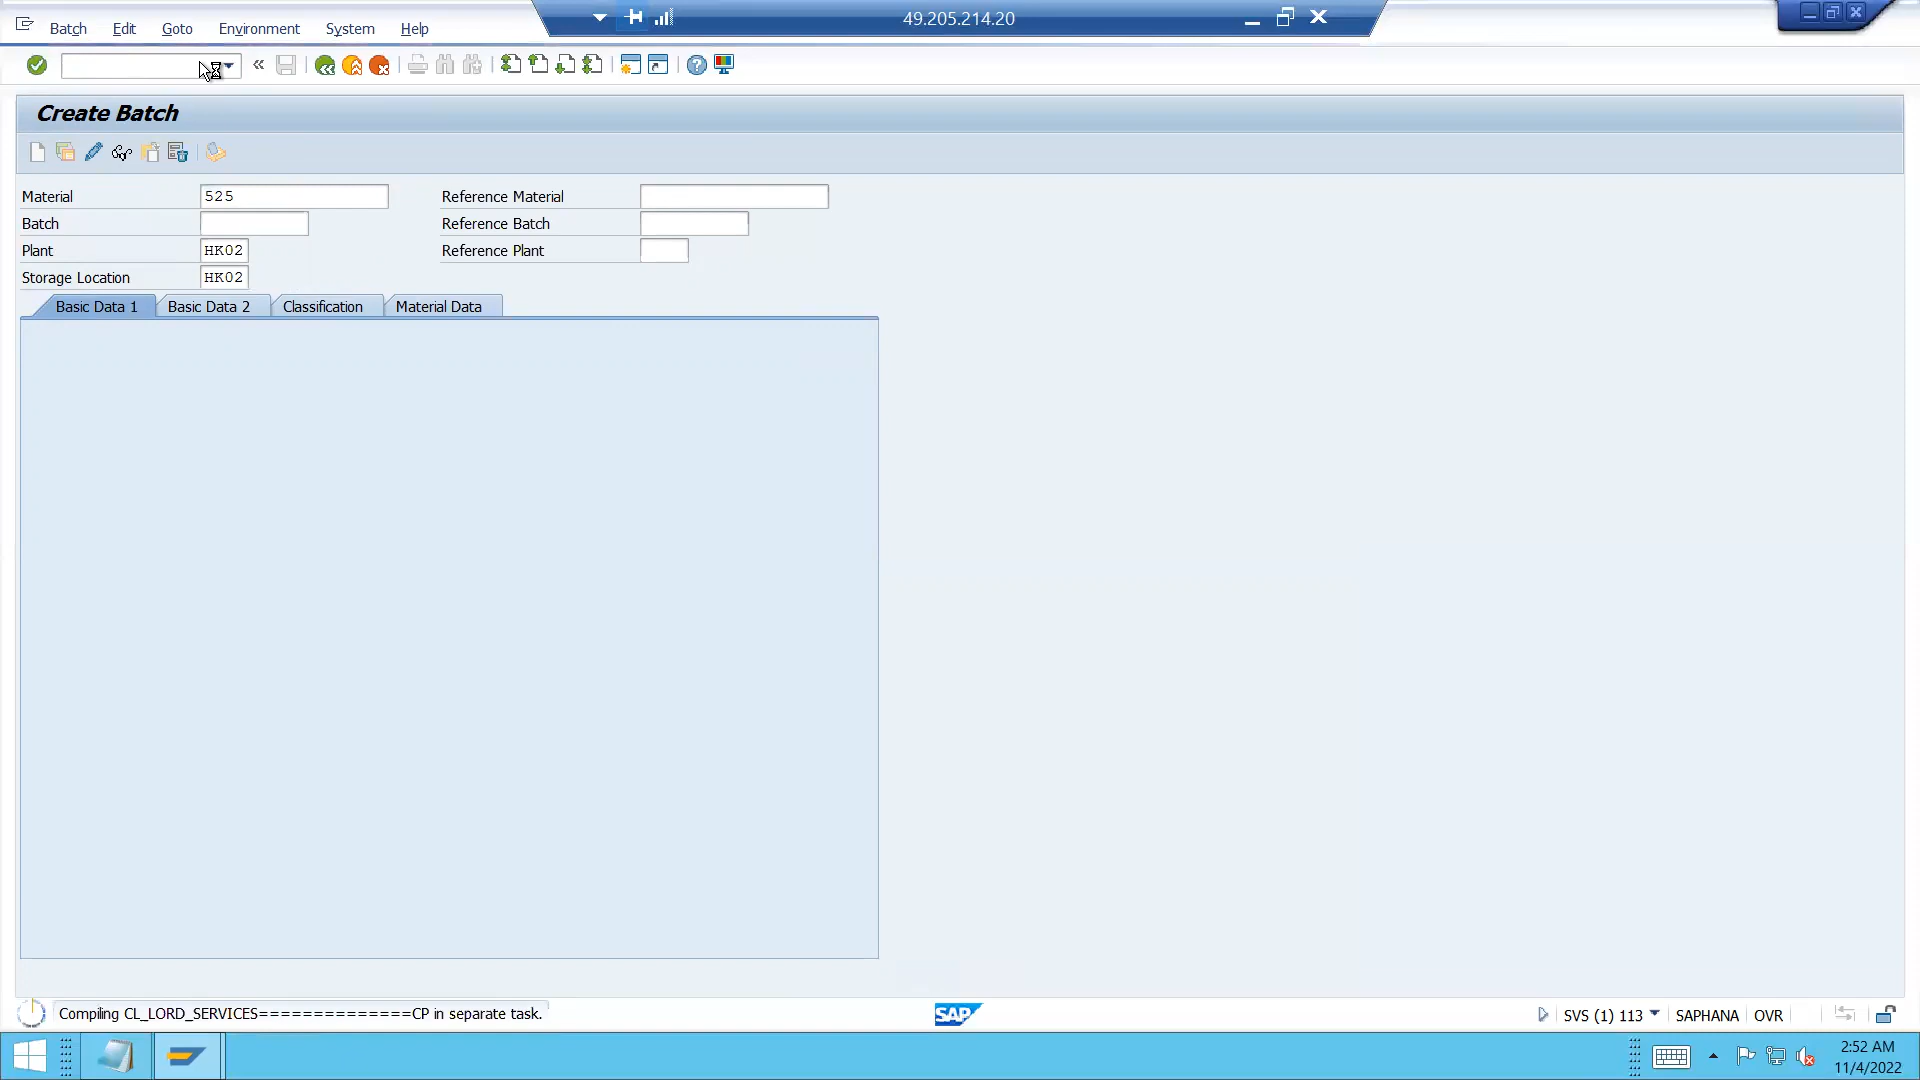 49.205.214.20
Batch Edit Goto Environment System Help
Create Batch
Material 525 Reference Material
Batch Reference Batch
Plant HK02 Reference Plant
Storage Location HK02
Basic Data 1 Basic Data 2 Classification Material Data
Compiling CL_LORD_SERVICES==============CP in separate task.
SAP
SVS (1) 113 SAPHANA OVR
2:52 AM
11/4/2022